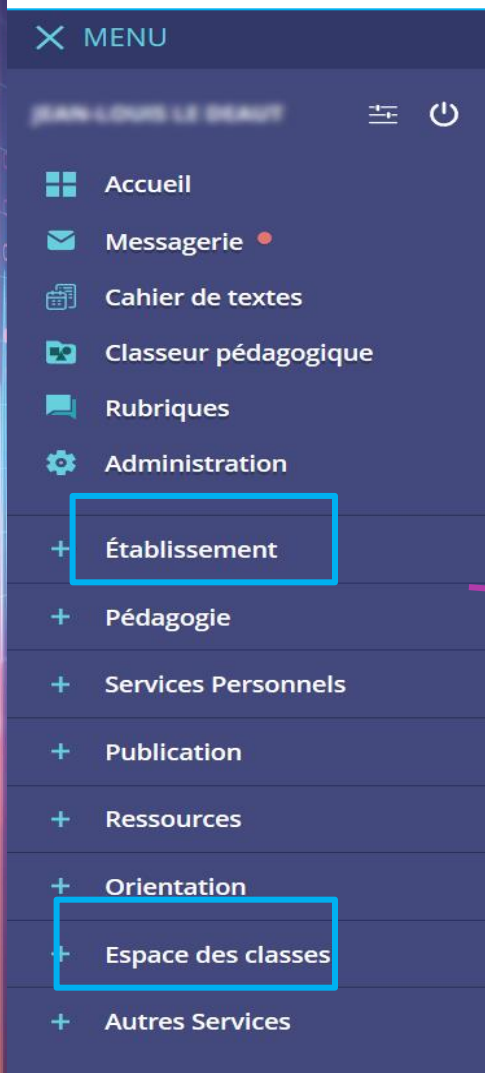 MENU
Accueil
Messagerie
Cahier de textes
Classeur pédagogique
Rubriques
Administration
+ Établissement
+ Pédagogie
+ Services Personnels
+ Publication
+ Ressources
+ Orientation
+ Espace des classes
+ Autres Services